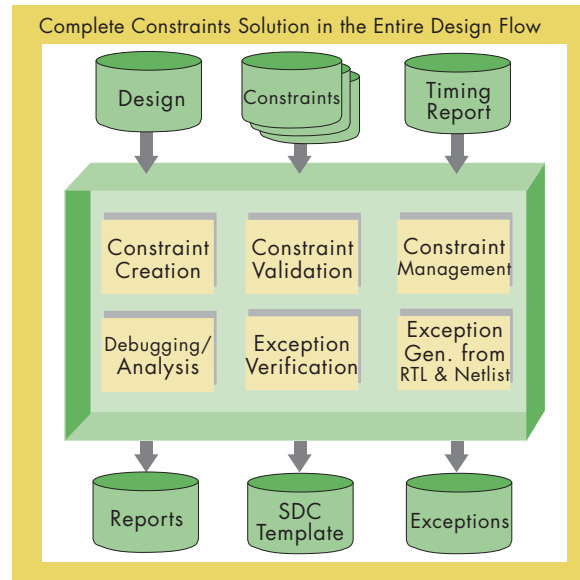 Complete Constraints Solution in the Entire Design Flow
Design
Constraints
Timing
Report
Constraint
Creation
Constraint
Validation
Constraint
Management
Debugging/
Analysis
Exception
Verification
Exception
Gen. from
RTL & Netlist
Reports
SDC
Template
Exceptions